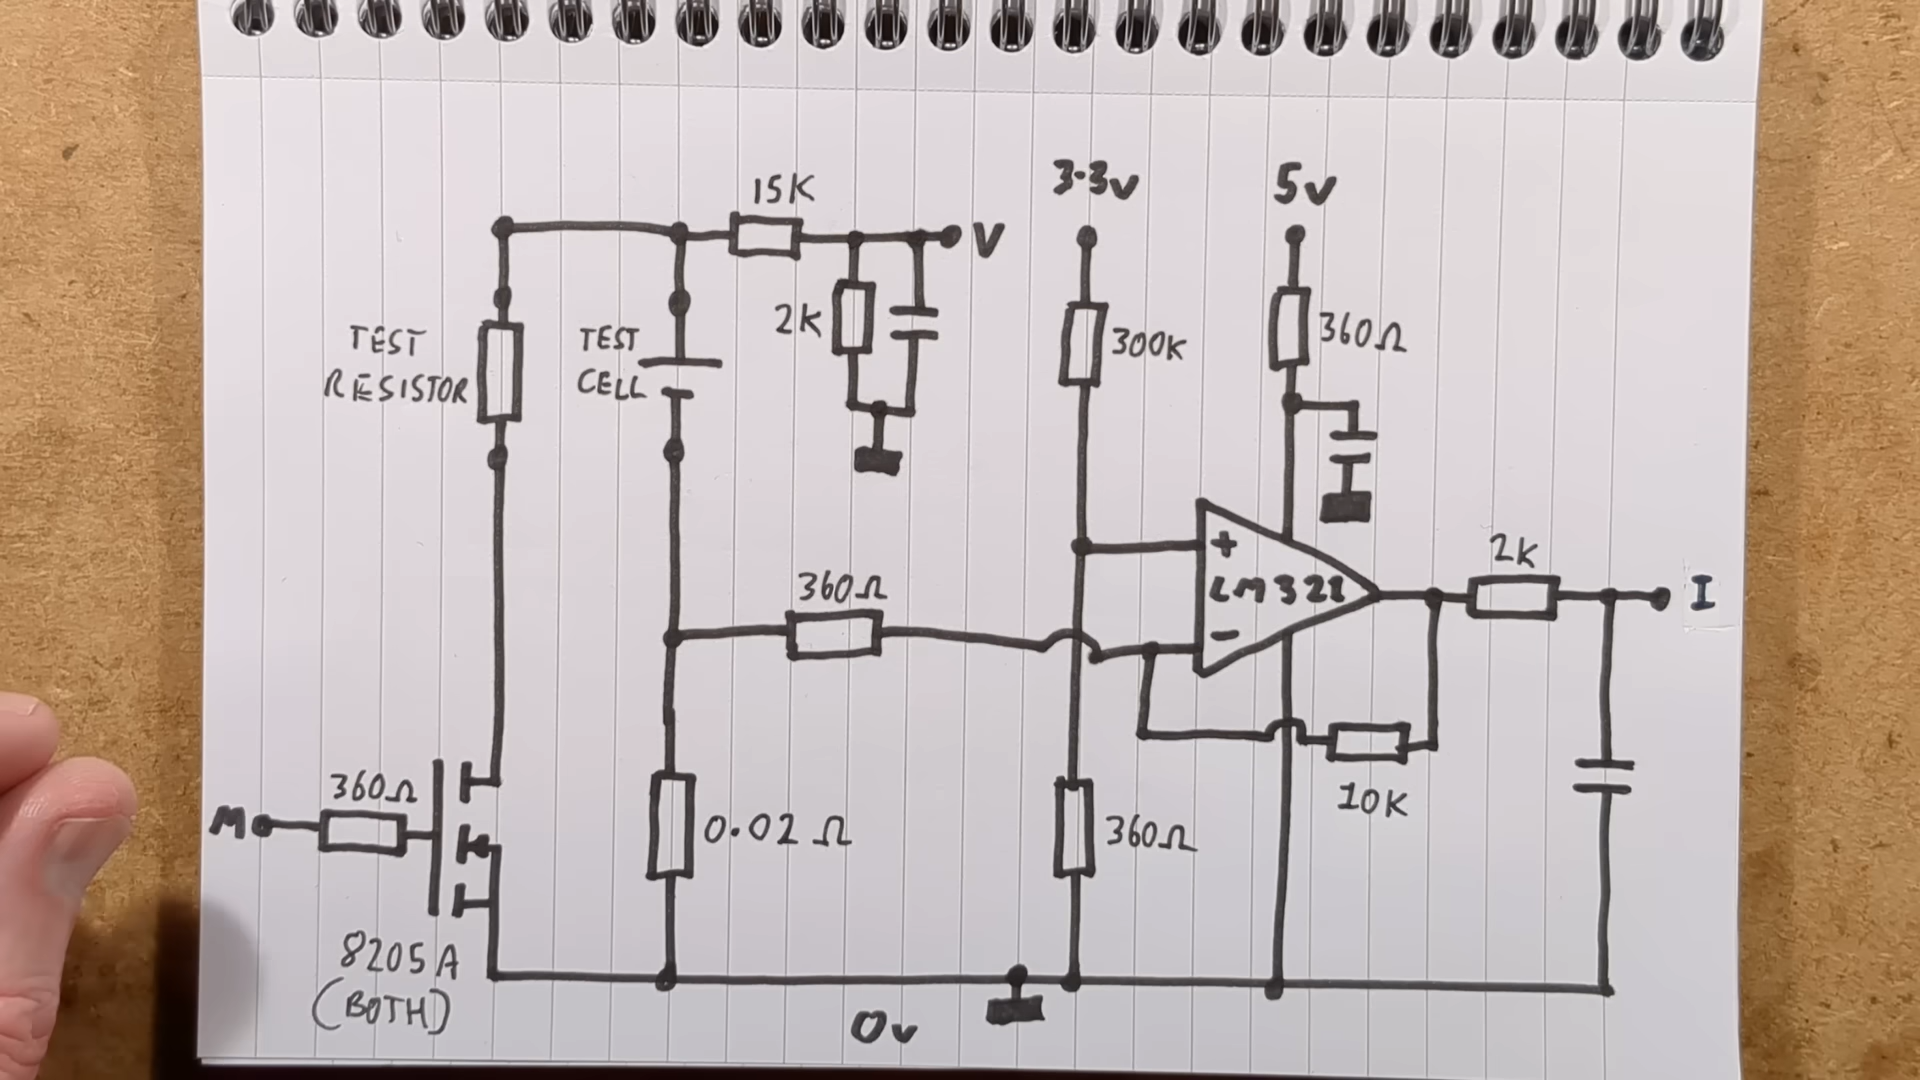 15K
3.3v
5v
V
2K
TEST
RESISTOR
TEST
CELL
300K
360Ω
+
LM321
-
2K
I
360Ω
10K
M
360Ω
0.02Ω
360Ω
8205A
(BOTH)
0v